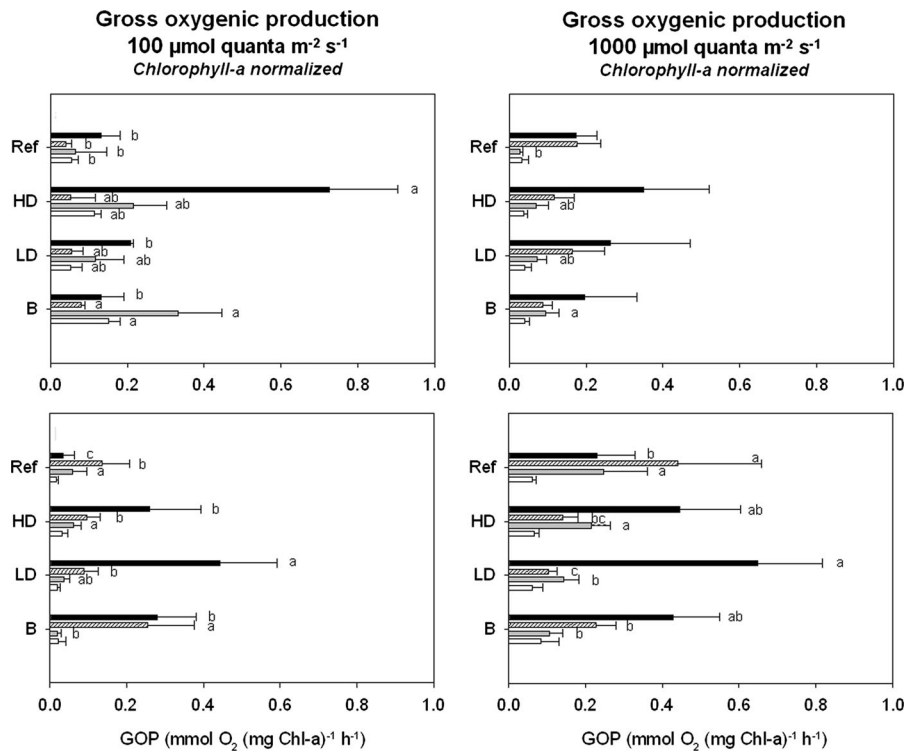 Gross oxygenic production
100 µmol quanta m⁻² s⁻¹
Chlorophyll-a normalized
Gross oxygenic production
1000 µmol quanta m⁻² s⁻¹
Chlorophyll-a normalized
Ref
b
b
b
b
HD
a
ab
ab
ab
LD
b
ab
ab
ab
B
b
a
a
a
0.0 0.2 0.4 0.6 0.8 1.0
Ref
b
HD
ab
LD
ab
B
a
0.0 0.2 0.4 0.6 0.8 1.0
Ref
c
b
a
HD
b
b
a
LD
a
b
ab
B
b
a
b
0.0 0.2 0.4 0.6 0.8 1.0
GOP (mmol O₂ (mg Chl-a)⁻¹ h⁻¹)
Ref
b
a
a
HD
ab
bc
a
LD
a
c
b
B
ab
b
b
0.0 0.2 0.4 0.6 0.8 1.0
GOP (mmol O₂ (mg Chl-a)⁻¹ h⁻¹)